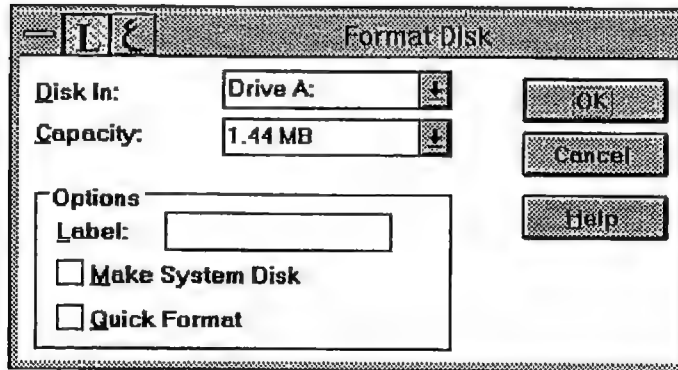 L ξ Format Disk
Disk In: Drive A:
OK
Capacity: 1.44 MB
Cancel
Options
Help
Label:
Make System Disk
Quick Format